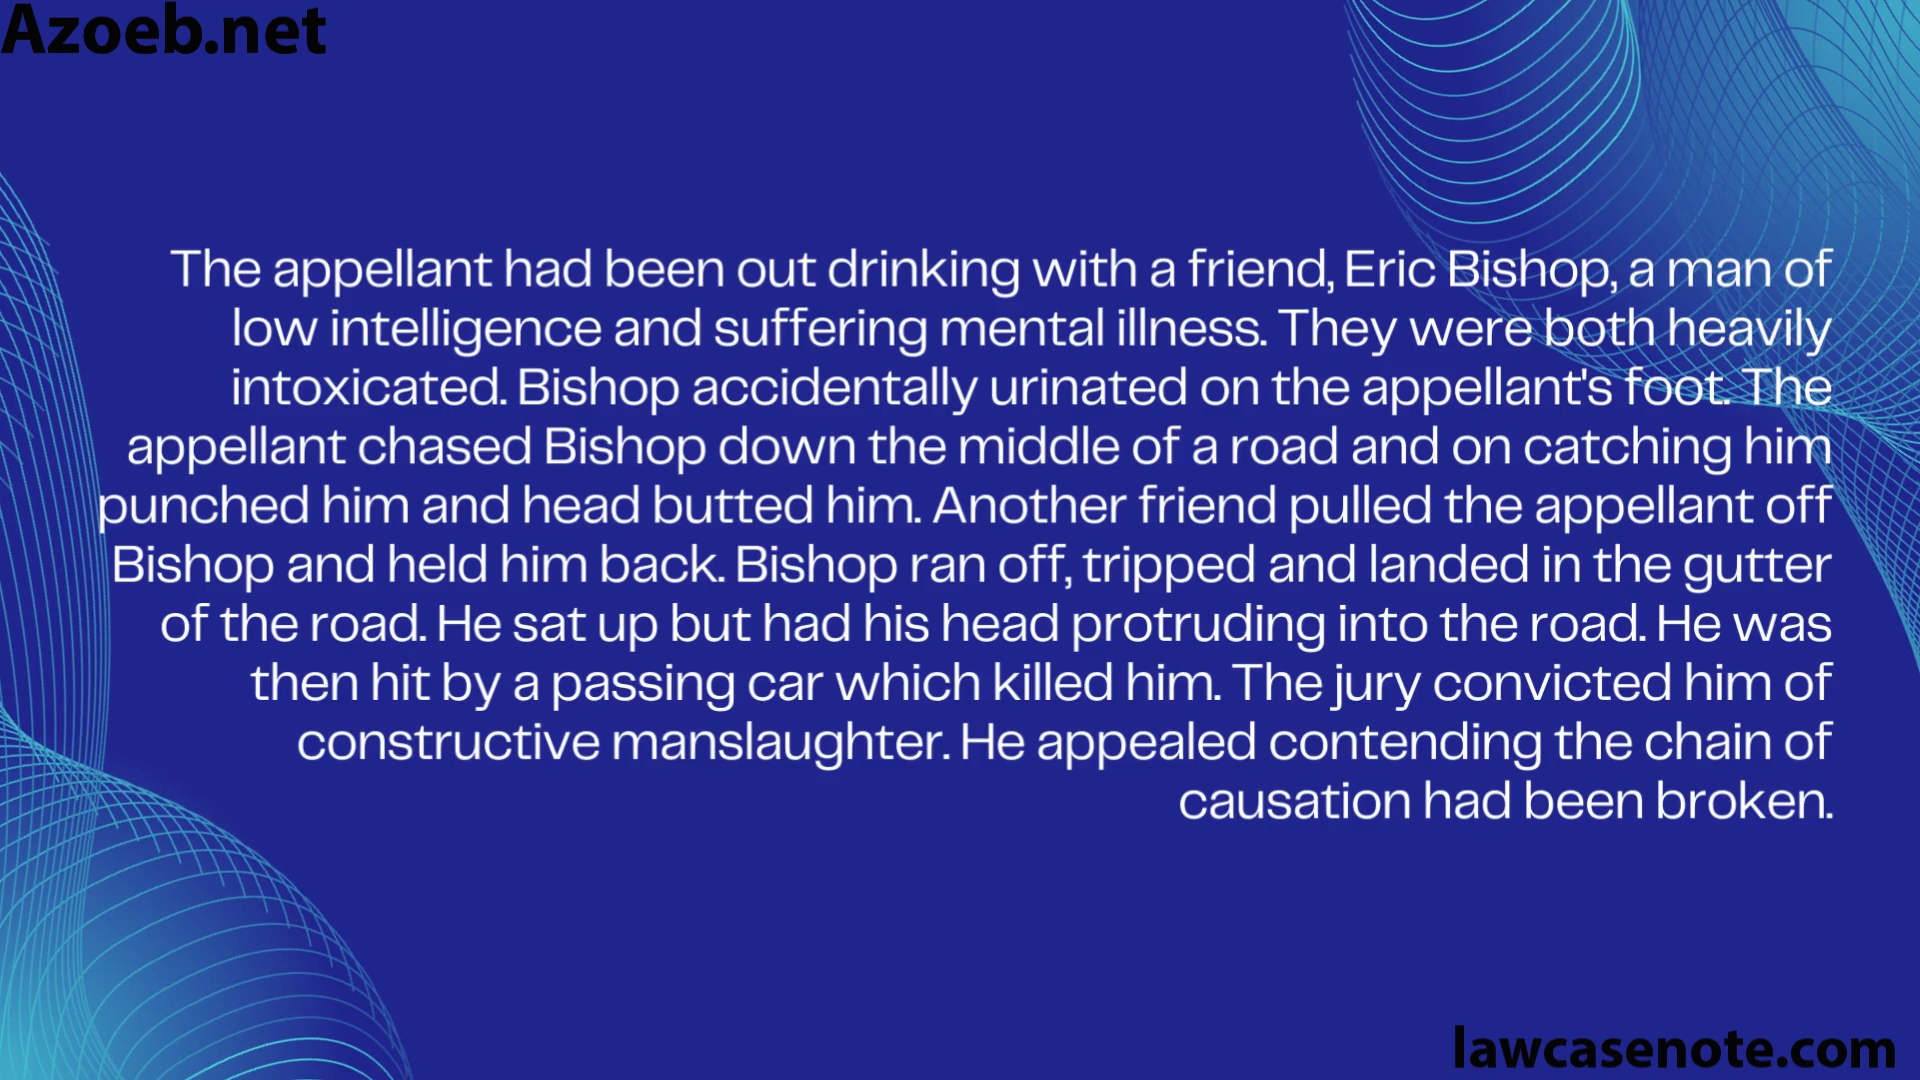 Azoeb.net
The appellant had been out drinking with a friend, Eric Bishop, a man of
low intelligence and suffering mental illness. They were both heavily
intoxicated. Bishop accidentally urinated on the appellant's foot. The
appellant chased Bishop down the middle of a road and on catching him
punched him and head butted him. Another friend pulled the appellant off
Bishop and held him back. Bishop ran off, tripped and landed in the gutter
of the road. He sat up but had his head protruding into the road. He was
then hit by a passing car which killed him. The jury convicted him of
constructive manslaughter. He appealed contending the chain of
causation had been broken.
lawcasenote.com